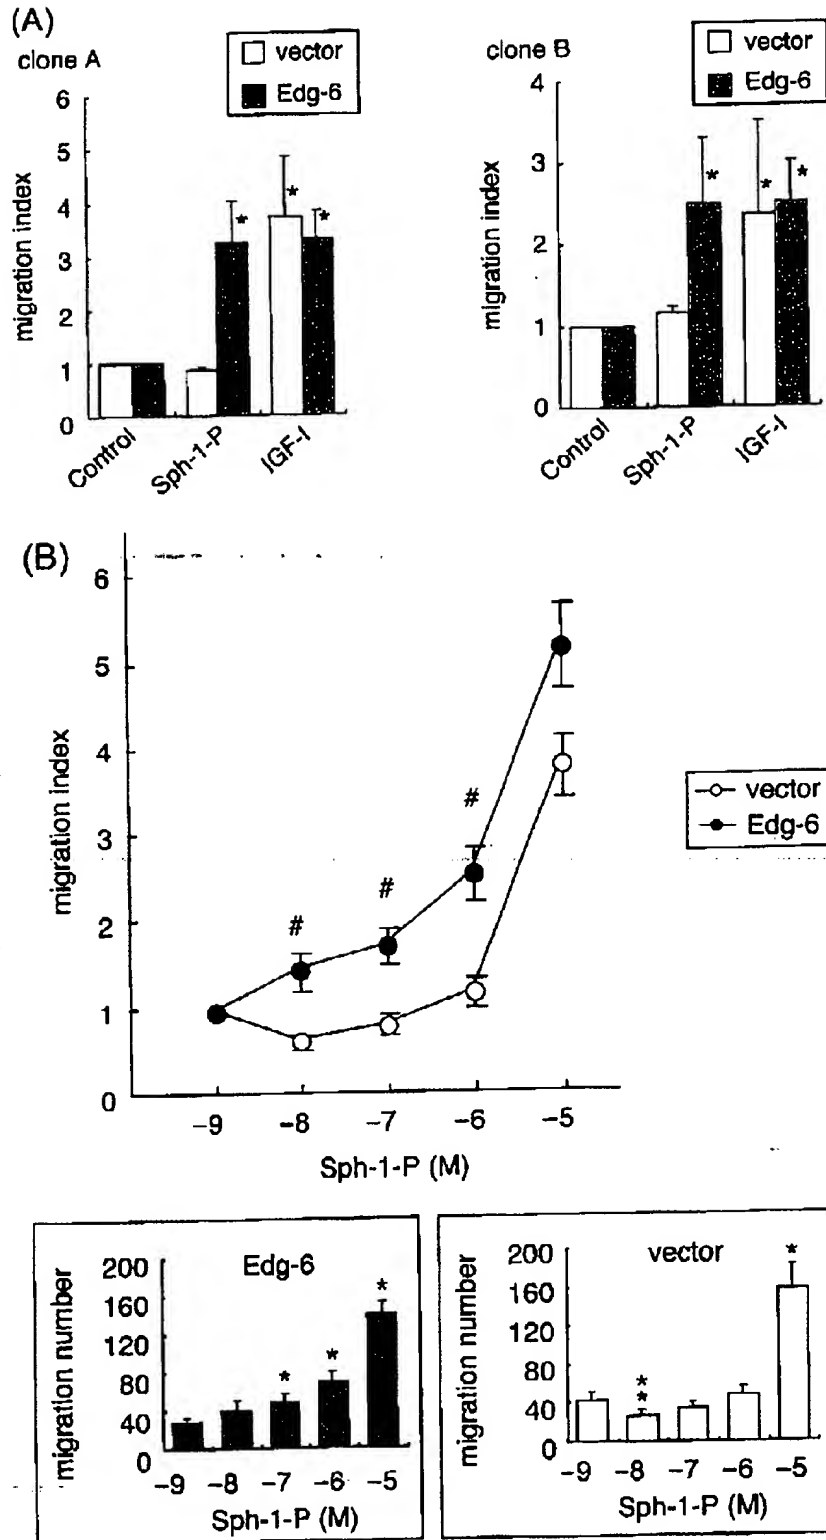 (A)
clone A
vector
Edg-6
6
5
4
3
2
1
0
migration index
*
*
*
Control
Sph-1-P
IGF-I
clone B
vector
Edg-6
4
3
2
1
0
migration index
*
*
*
Control
Sph-1-P
IGF-I
(B)
6
5
4
3
2
1
0
migration index
#
#
#
−9 −8 −7 −6 −5
Sph-1-P (M)
vector
Edg-6
Edg-6
200
160
120
80
40
0
migration number
*
*
*
−9 −8 −7 −6 −5
Sph-1-P (M)
vector
200
160
120
80
40
0
migration number
**
*
−9 −8 −7 −6 −5
Sph-1-P (M)